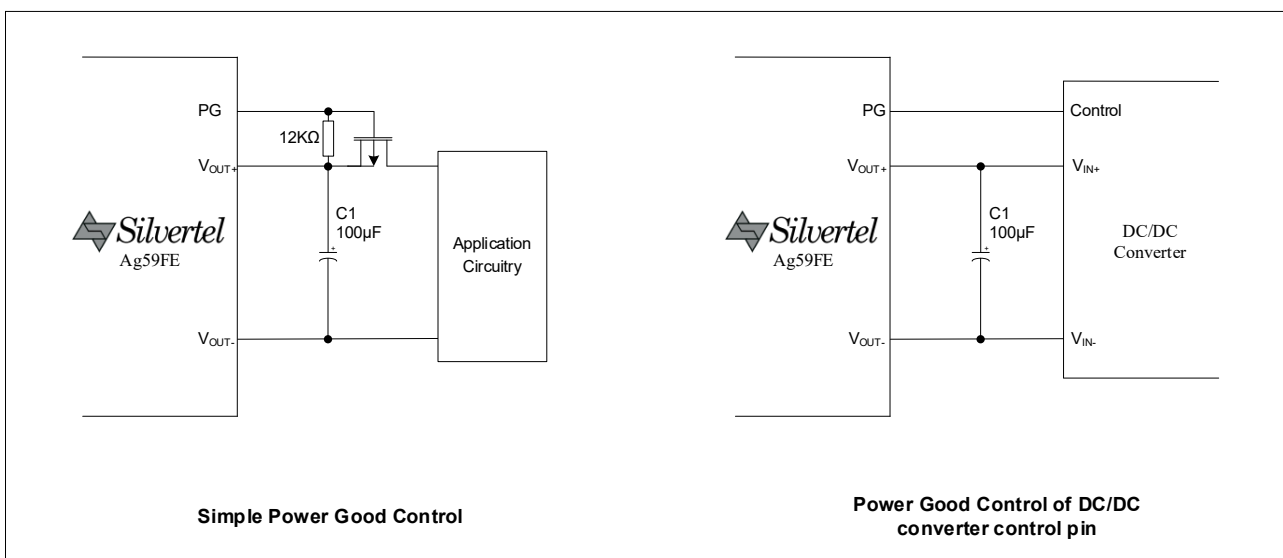 PG
12KΩ
VOUT+
C1
100µF
+
Silvertel
Ag59FE
Application
Circuitry
VOUT-
Simple Power Good Control
PG
Control
VOUT+
VIN+
C1
100µF
+
Silvertel
Ag59FE
DC/DC
Converter
VOUT-
VIN-
Power Good Control of DC/DC
converter control pin